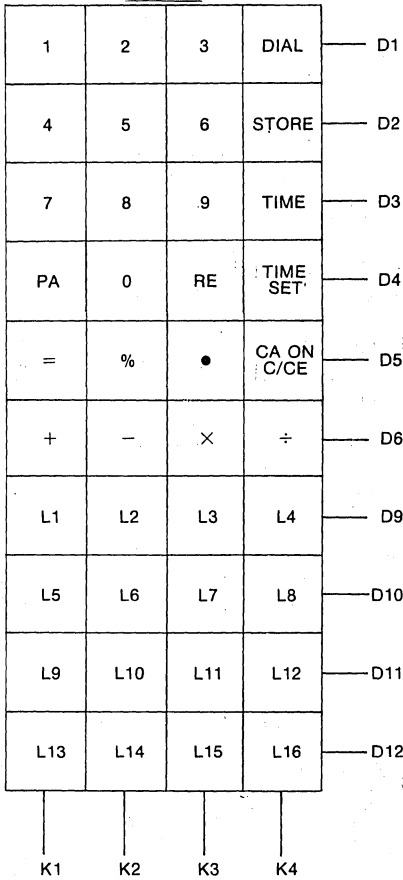 1 2 3 DIAL D1
4 5 6 STORE D2
7 8 9 TIME D3
PA 0 RE TIME SET D4
= % • CA ON C/CE D5
+ − × ÷ D6
L1 L2 L3 L4 D9
L5 L6 L7 L8 D10
L9 L10 L11 L12 D11
L13 L14 L15 L16 D12
K1 K2 K3 K4